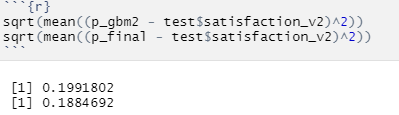 ```{r}
sqrt(mean((p_gbm2 - test$satisfaction_v2)^2))
sqrt(mean((p_final - test$satisfaction_v2)^2))
```
[1] 0.1991802
[1] 0.1884692